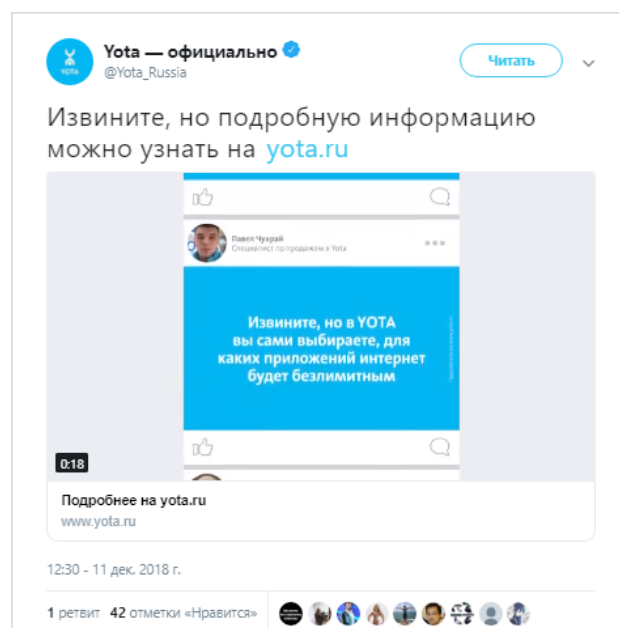 Yota — официально
@Yota_Russia
Читать
Извините, но подробную информацию
можно узнать на yota.ru
Павел Чухрай
Специалист по продажам в Yota
Извините, но в YOTA
вы сами выбираете, для
каких приложений интернет
будет безлимитным
0:18
Подробнее на yota.ru
www.yota.ru
12:30 - 11 дек. 2018 г.
1 ретвит 42 отметки «Нравится»